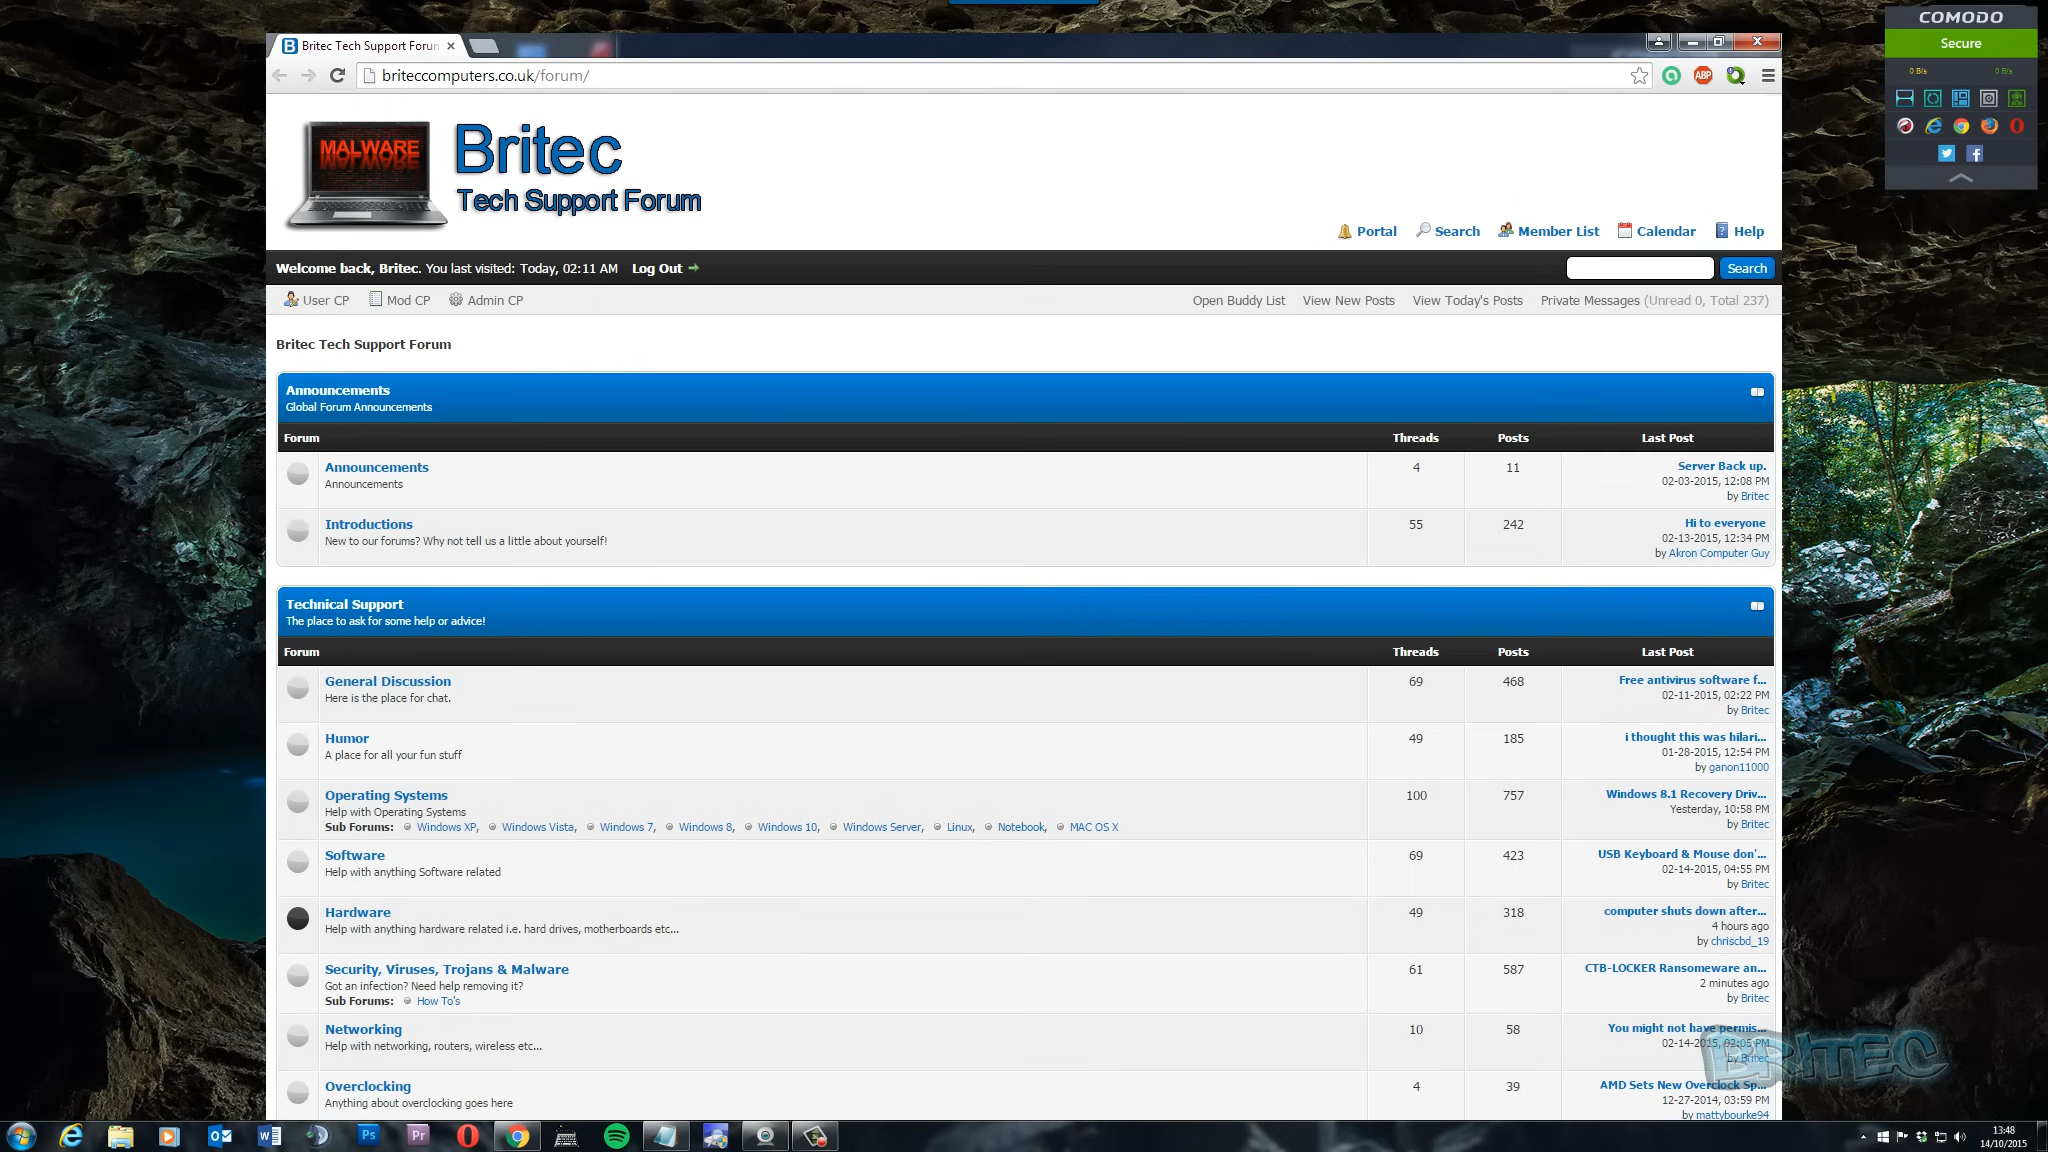 Britec Tech Support Forum
COMODO
Secure
0 B/s 0 B/s
briteccomputers.co.uk/forum/
ABP
MALWARE
Britec
Tech Support Forum
Portal Search Member List Calendar Help
Welcome back, Britec. You last visited: Today, 02:11 AM Log Out Search
User CP Mod CP Admin CP Open Buddy List View New Posts View Today's Posts Private Messages (Unread 0, Total 237)
Britec Tech Support Forum
Announcements
Global Forum Announcements
Forum Threads Posts Last Post
Announcements 4 11 Server Back up.
Announcements 02-03-2015, 12:08 PM
by Britec
Introductions 55 242 Hi to everyone
New to our forums? Why not tell us a little about yourself! 02-13-2015, 12:34 PM
by Akron Computer Guy
Technical Support
The place to ask for some help or advice!
Forum Threads Posts Last Post
General Discussion 69 468 Free antivirus software f...
Here is the place for chat. 02-11-2015, 02:22 PM
by Britec
Humor 49 185 i thought this was hilari...
A place for all your fun stuff 01-28-2015, 12:54 PM
by ganon11000
Operating Systems 100 757 Windows 8.1 Recovery Driv...
Help with Operating Systems Yesterday, 10:58 PM
Sub Forums: Windows XP, Windows Vista, Windows 7, Windows 8, Windows 10, Windows Server, Linux, Notebook, MAC OS X by Britec
Software 69 423 USB Keyboard & Mouse don'...
Help with anything Software related 02-14-2015, 04:55 PM
by Britec
Hardware 49 318 computer shuts down after...
Help with anything hardware related i.e. hard drives, motherboards etc... 4 hours ago
by chriscbd_19
Security, Viruses, Trojans & Malware 61 587 CTB-LOCKER Ransomeware an...
Got an infection? Need help removing it? 2 minutes ago
Sub Forums: How To's by Britec
Networking 10 58 You might not have permis...
Help with networking, routers, wireless etc... 02-14-2015, 02:05 PM
by Britec
BRITEC
Overclocking 4 39 AMD Sets New Overclock Sp...
Anything about overclocking goes here 12-27-2014, 03:59 PM
by mattybourke94
Ps Pr
13:48
14/10/2015